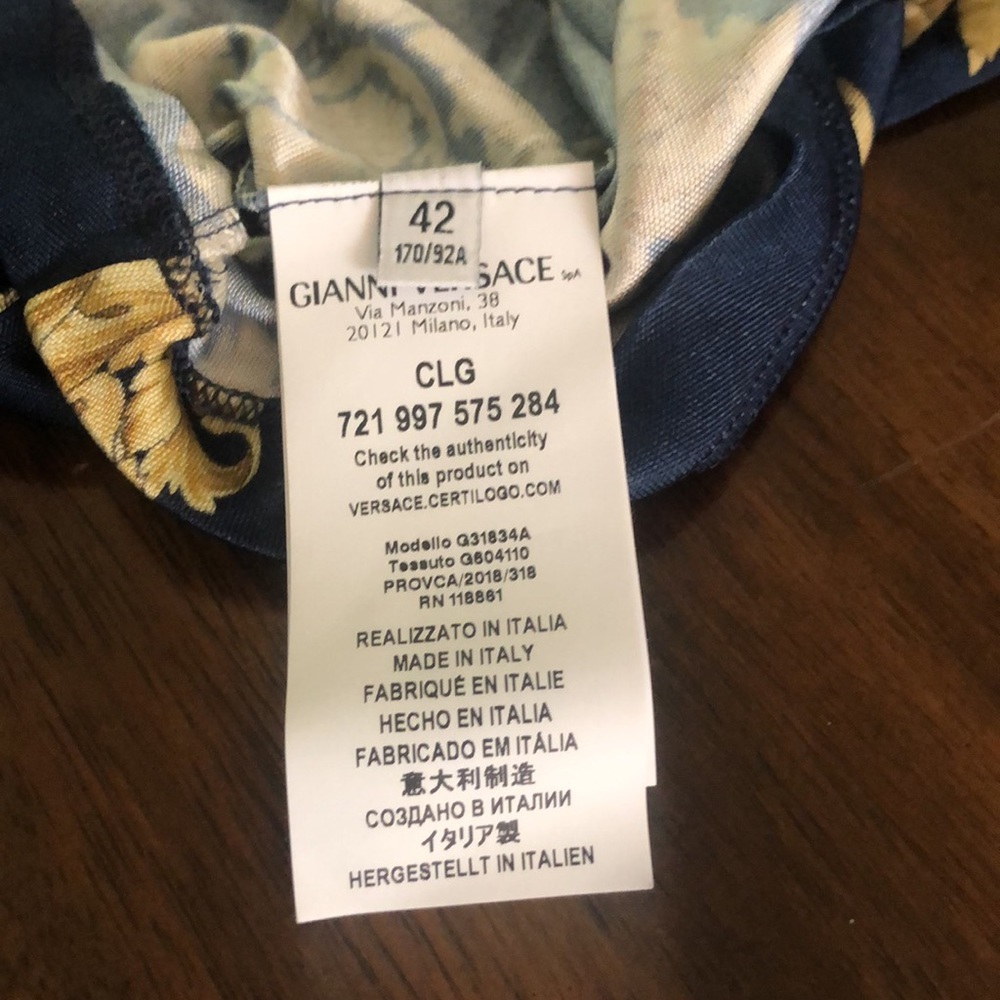 42
170/92A
GIANNI VERSACE SpA
Via Manzoni, 38
20121 Milano, Italy
CLG
721 997 575 284
Check the authenticity
of this product on
VERSACE.CERTILOGO.COM
Modello G31834A
Tessuto G604110
PROVCA/2018/318
RN 118861
REALIZZATO IN ITALIA
MADE IN ITALY
FABRIQUÉ EN ITALIE
HECHO EN ITALIA
FABRICADO EM ITÁLIA
意大利制造
СОЗДАНО В ИТАЛИИ
イタリア製
HERGESTELLT IN ITALIEN